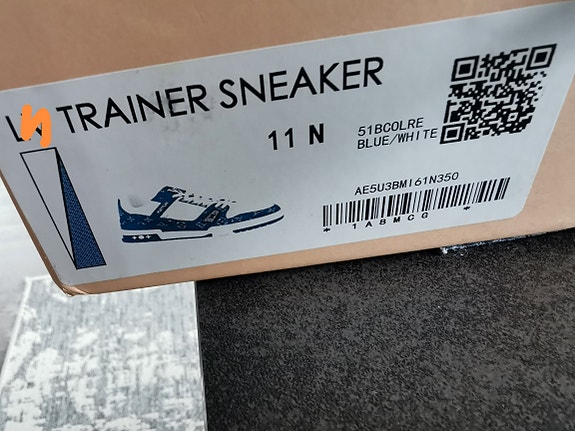 TRAINER SNEAKER
11 N
51BCOLRE
BLUE/WHITE
AE5U3BMI61N350
* 1A8MCG *